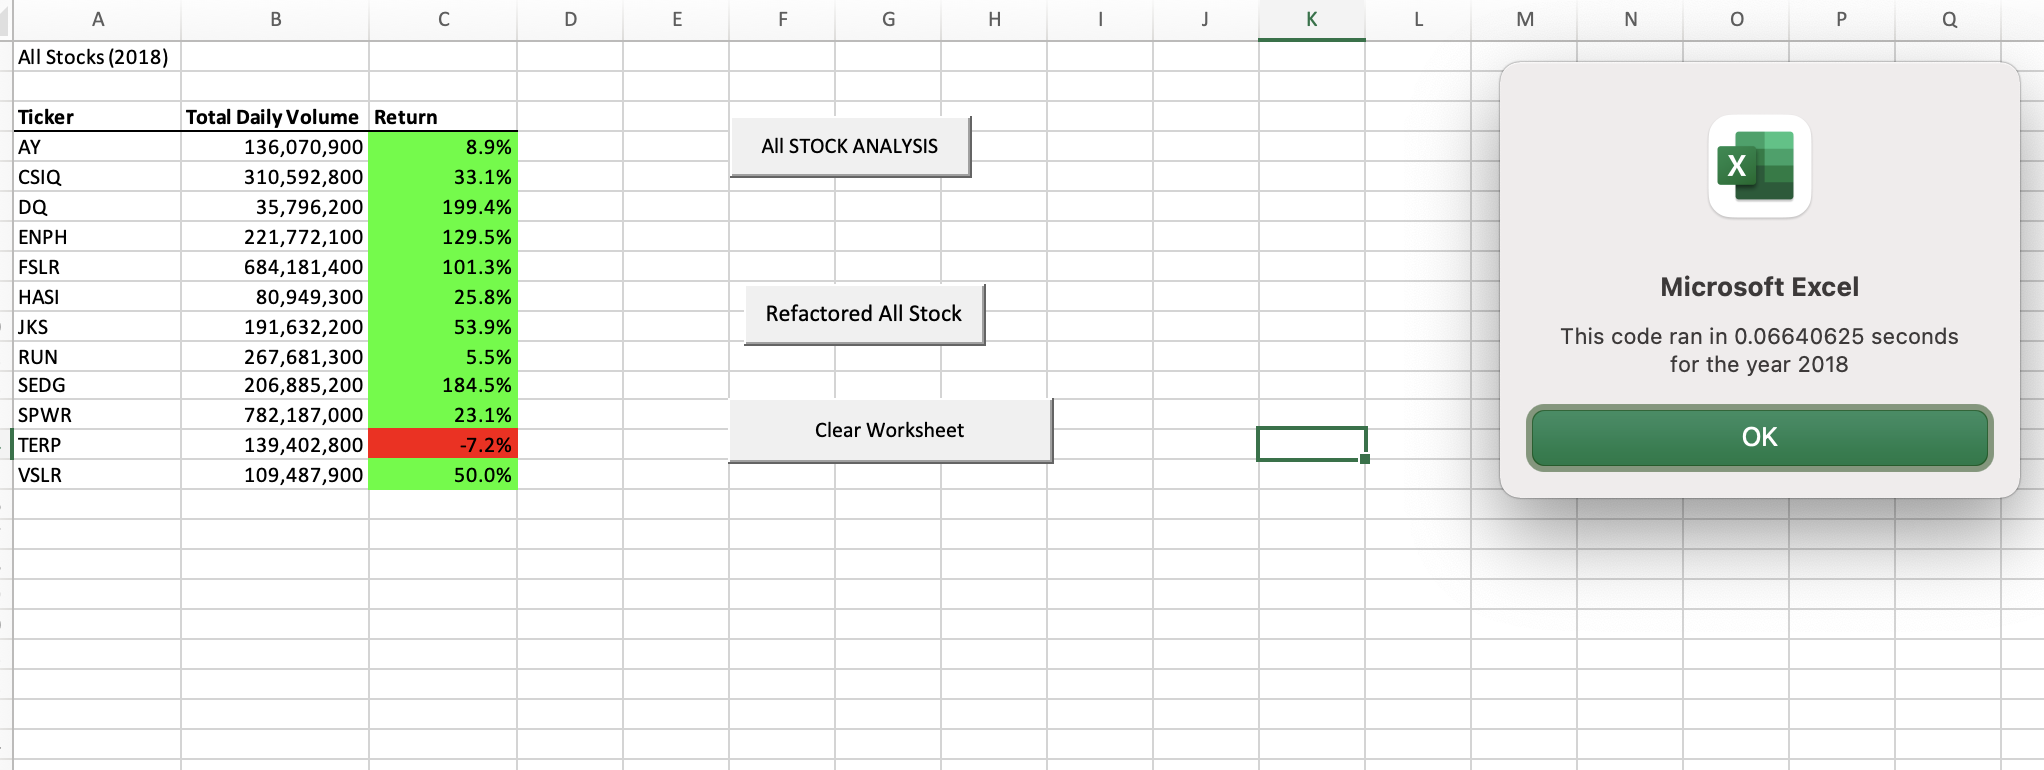 A B C D E F G H I J K L M N O P Q
All Stocks (2018)
Ticker Total Daily Volume Return
AY 136,070,900 8.9%
CSIQ 310,592,800 33.1%
DQ 35,796,200 199.4%
ENPH 221,772,100 129.5%
FSLR 684,181,400 101.3%
HASI 80,949,300 25.8%
JKS 191,632,200 53.9%
RUN 267,681,300 5.5%
SEDG 206,885,200 184.5%
SPWR 782,187,000 23.1%
TERP 139,402,800 -7.2%
VSLR 109,487,900 50.0%
All STOCK ANALYSIS
Refactored All Stock
Clear Worksheet
X
Microsoft Excel
This code ran in 0.06640625 seconds
for the year 2018
OK